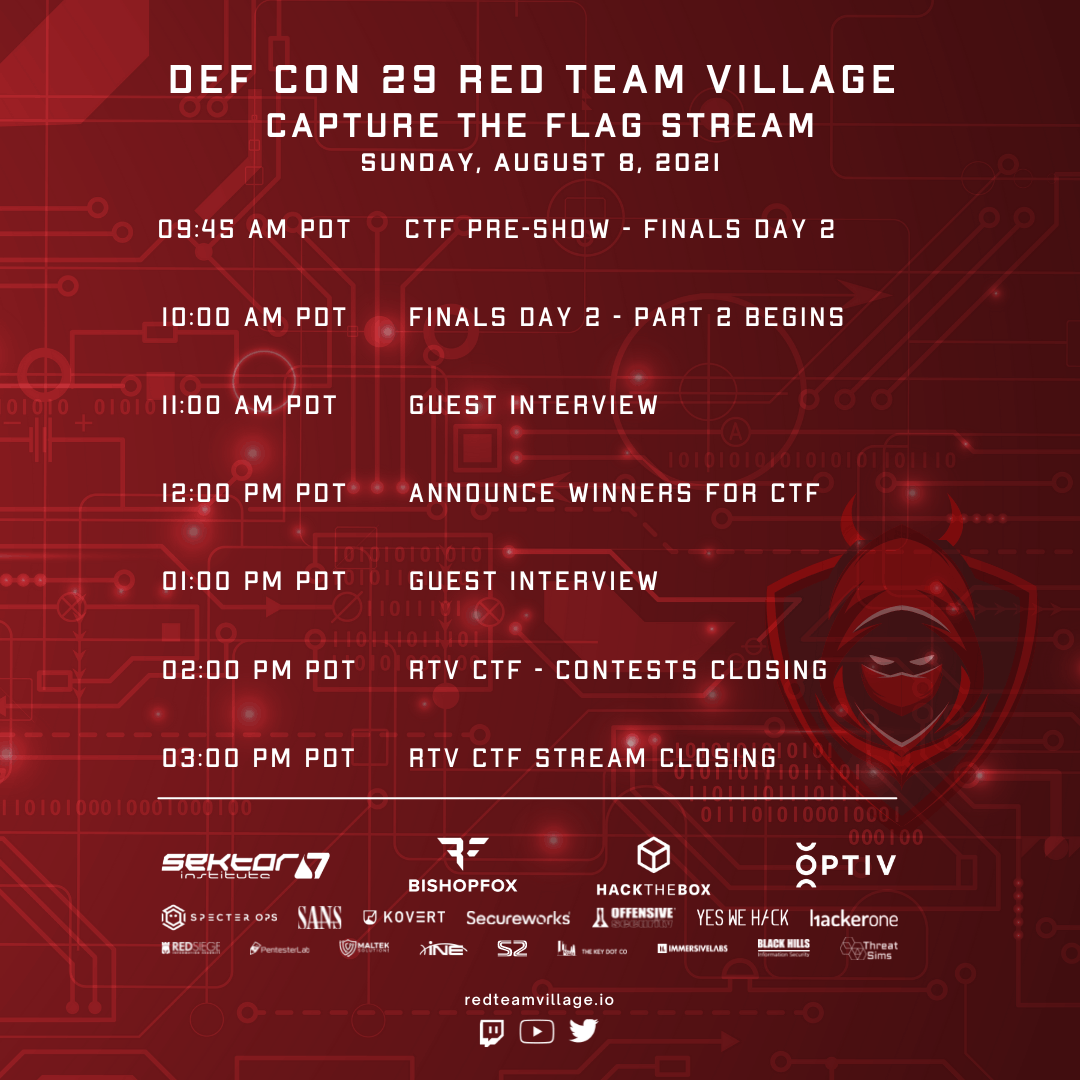 DEF CON 29 RED TEAM VILLAGE
CAPTURE THE FLAG STREAM
SUNDAY, AUGUST 8, 2021
09:45 AM PDT CTF PRE-SHOW - FINALS DAY 2
10:00 AM PDT FINALS DAY 2 - PART 2 BEGINS
11:00 AM PDT GUEST INTERVIEW
12:00 PM PDT ANNOUNCE WINNERS FOR CTF
01:00 PM PDT GUEST INTERVIEW
02:00 PM PDT RTV CTF - CONTESTS CLOSING
03:00 PM PDT RTV CTF STREAM CLOSING
SEKTOR7 institute
BISHOPFOX
HACKTHEBOX
OPTIV
SPECTER OPS SANS KOVERT Secureworks OFFENSIVE security YES WE H/CK hackerone
REDSIEGE INFORMATION SECURITY PentesterLab MALTEK SOLUTIONS iNE S2 THE KEY DOT CO IL IMMERSIVELABS BLACK HILLS Information Security Threat Sims
redteamvillage.io